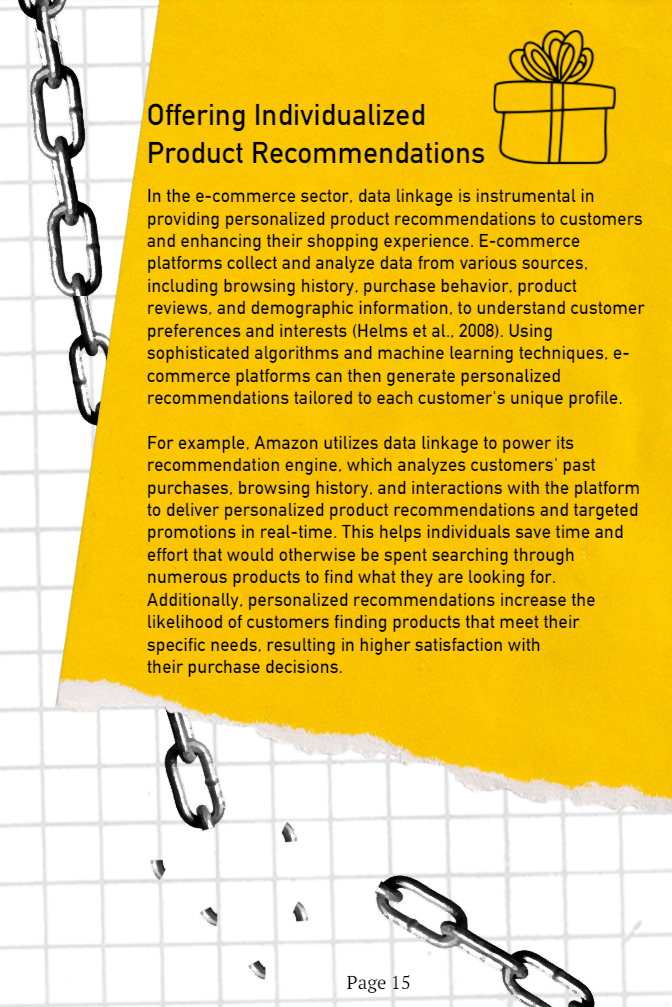 Offering Individualized
Product Recommendations
In the e-commerce sector, data linkage is instrumental in
providing personalized product recommendations to customers
and enhancing their shopping experience. E-commerce
platforms collect and analyze data from various sources,
including browsing history, purchase behavior, product
reviews, and demographic information, to understand customer
preferences and interests (Helms et al., 2008). Using
sophisticated algorithms and machine learning techniques, e-
commerce platforms can then generate personalized
recommendations tailored to each customer's unique profile.
For example, Amazon utilizes data linkage to power its
recommendation engine, which analyzes customers' past
purchases, browsing history, and interactions with the platform
to deliver personalized product recommendations and targeted
promotions in real-time. This helps individuals save time and
effort that would otherwise be spent searching through
numerous products to find what they are looking for.
Additionally, personalized recommendations increase the
likelihood of customers finding products that meet their
specific needs, resulting in higher satisfaction with
their purchase decisions.
Page 15